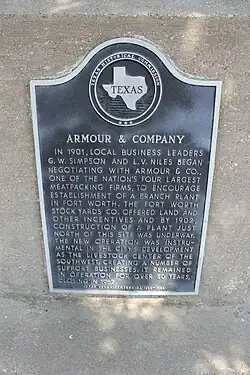 TEXAS HISTORICAL COMMISSION
TEXAS
ARMOUR & COMPANY
IN 1901, LOCAL BUSINESS LEADERS
G. W. SIMPSON AND L. V. NILES BEGAN
NEGOTIATING WITH ARMOUR & CO.,
ONE OF THE NATION'S FOUR LARGEST
MEATPACKING FIRMS, TO ENCOURAGE
ESTABLISHMENT OF A BRANCH PLANT
IN FORT WORTH. THE FORT WORTH
STOCK YARDS CO. OFFERED LAND AND
OTHER INCENTIVES AND BY 1902,
CONSTRUCTION OF A PLANT JUST
NORTH OF THIS SITE WAS UNDERWAY.
THE NEW OPERATION WAS INSTRU-
MENTAL IN THE CITY'S DEVELOPMENT
AS THE LIVESTOCK CENTER OF THE
SOUTHWEST, CREATING A NUMBER OF
SUPPORT BUSINESSES. IT REMAINED
IN OPERATION FOR OVER 50 YEARS,
CLOSING IN 1962.